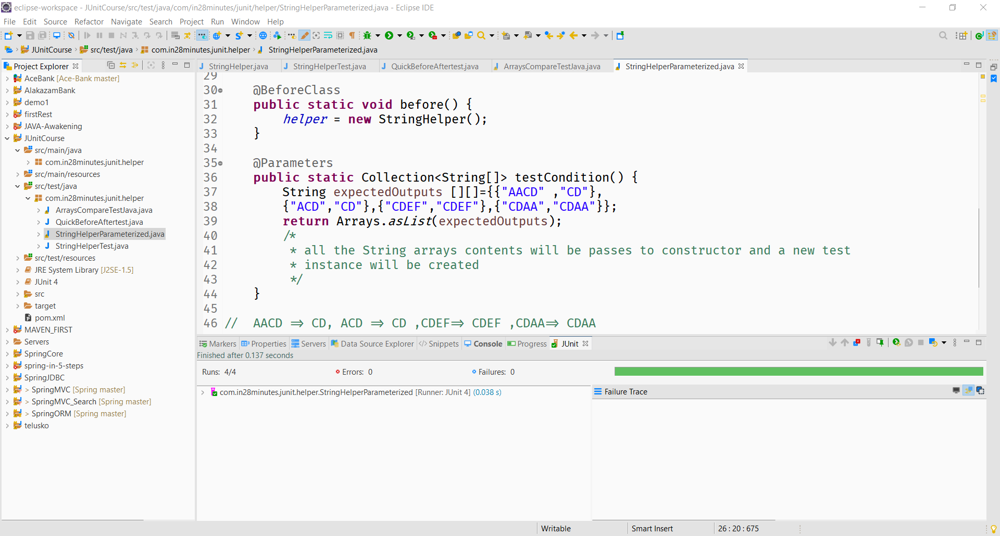 eclipse-workspace - JUnitCourse/src/test/java/com/in28minutes/junit/helper/StringHelperParameterized.java - Eclipse IDE
File Edit Source Refactor Navigate Search Project Run Window Help
JUnitCourse src/test/java com.in28minutes.junit.helper StringHelperParameterized.java
Project Explorer
AceBank [Ace-Bank master]
AlakazamBank
demo1
firstRest
JAVA-Awakening
JUnitCourse
src/main/java
com.in28minutes.junit.helper
src/main/resources
src/test/java
com.in28minutes.junit.helper
ArraysCompareTestJava.java
QuickBeforeAftertest.java
StringHelperParameterized.java
StringHelperTest.java
src/test/resources
JRE System Library [J2SE-1.5]
JUnit 4
src
target
pom.xml
MAVEN_FIRST
Servers
SpringCore
spring-in-5-steps
SpringJDBC
> SpringMVC [Spring master]
> SpringMVC_Search [Spring master]
> SpringORM [Spring master]
telusko
StringHelper.java StringHelperTest.java QuickBeforeAftertest.java ArraysCompareTestJava.java StringHelperParameterized.java
29
30 @BeforeClass
31 public static void before() {
32 helper = new StringHelper();
33 }
34
35 @Parameters
36 public static Collection<String[]> testCondition() {
37 String expectedOutputs [][]={{"AACD" ,"CD"},
38 {"ACD","CD"},{"CDEF","CDEF"},{"CDAA","CDAA"}};
39 return Arrays.asList(expectedOutputs);
40 /*
41 * all the String arrays contents will be passes to constructor and a new test
42 * instance will be created
43 */
44 }
45
46 // AACD => CD, ACD => CD ,CDEF=> CDEF ,CDAA=> CDAA
Markers Properties Servers Data Source Explorer Snippets Console Progress JUnit
Finished after 0.137 seconds
Runs: 4/4 Errors: 0 Failures: 0
com.in28minutes.junit.helper.StringHelperParameterized [Runner: JUnit 4] (0.038 s)
Failure Trace
Writable Smart Insert 26 : 20 : 675